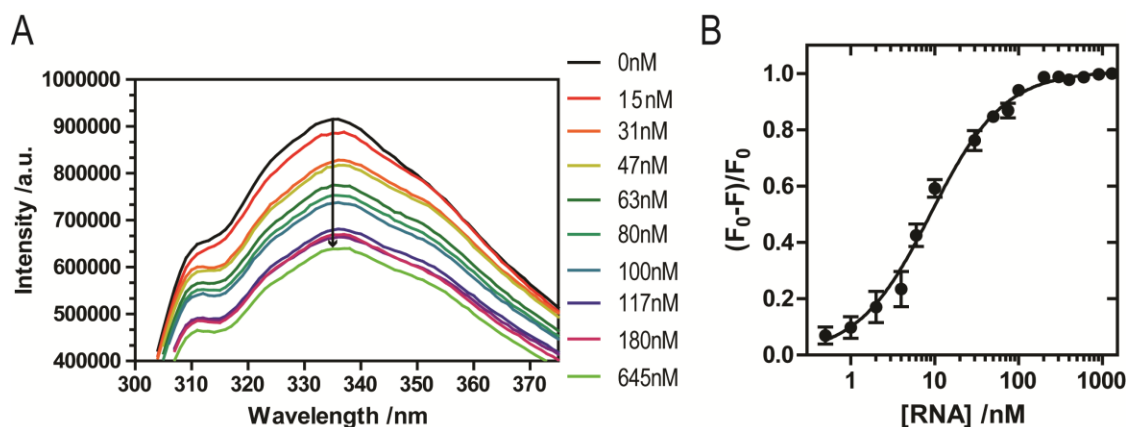 A
1000000
900000
800000
700000
600000
500000
400000
Intensity /a.u.
300 310 320 330 340 350 360 370
Wavelength /nm
0nM
15nM
31nM
47nM
63nM
80nM
100nM
117nM
180nM
645nM
B
1.0
0.8
0.6
0.4
0.2
0.0
(F0-F)/F0
1 10 100 1000
[RNA] /nM